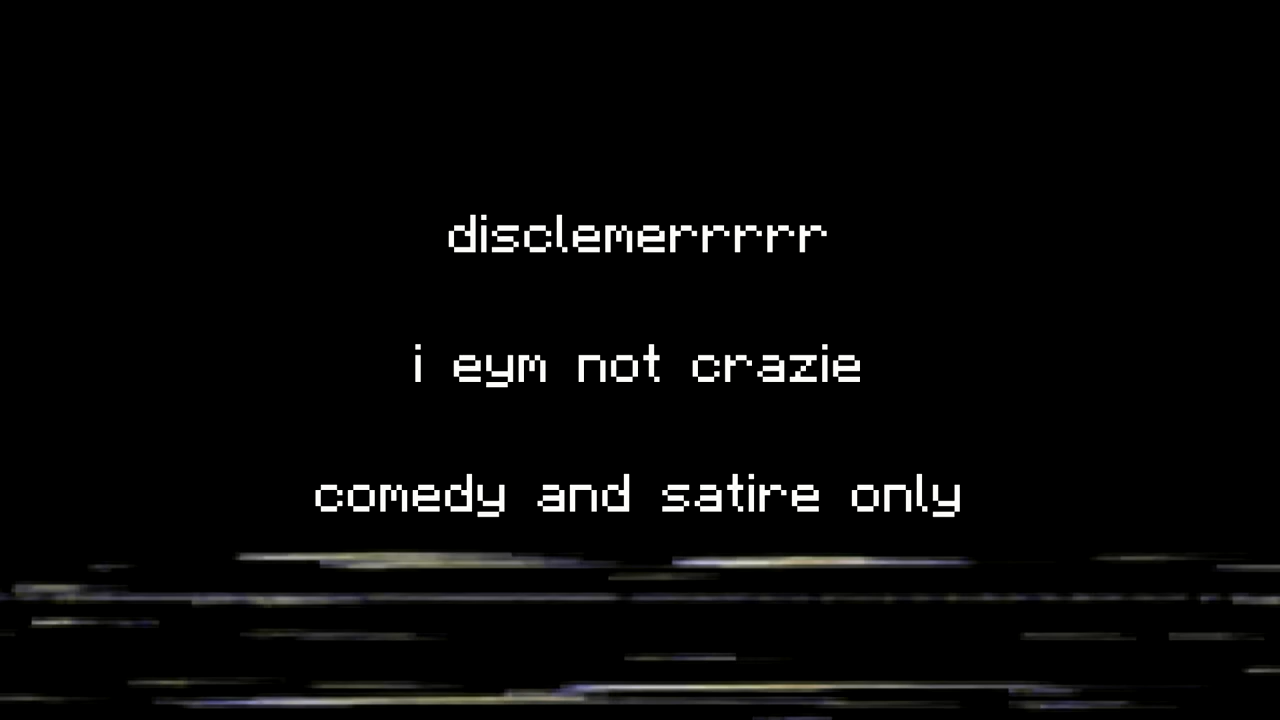 disclemerrrrr
i eym not crazie
comedy and satire only